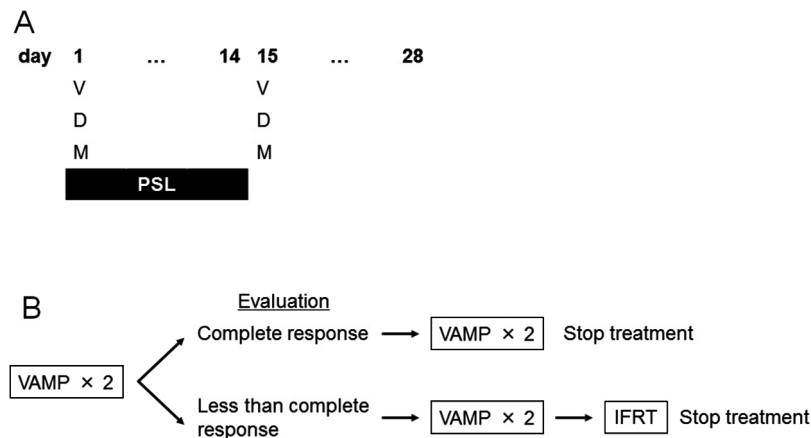 A
day 1 ... 14 15 ... 28
V V
D D
M M
PSL
B
Evaluation
Complete response VAMP × 2 Stop treatment
VAMP × 2
Less than complete
response VAMP × 2 IFRT Stop treatment